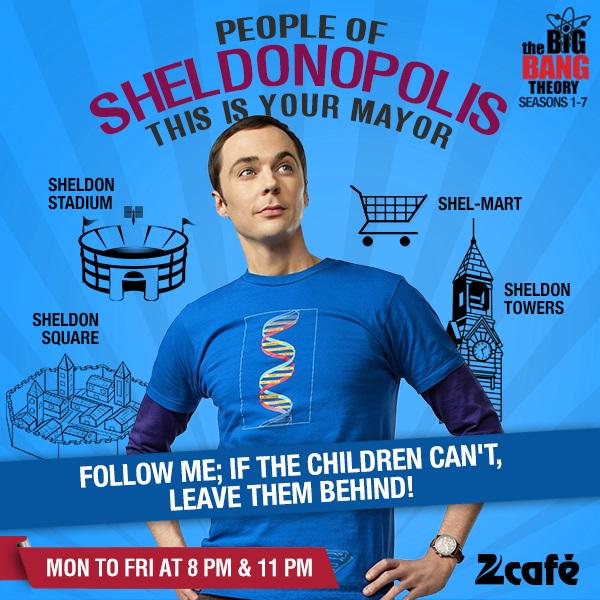 PEOPLE OF
SHELDONOPOLIS
THIS IS YOUR MAYOR
the BIG
BANG
THEORY
SEASONS 1-7
SHELDON
STADIUM
SHEL-MART
SHELDON
TOWERS
SHELDON
SQUARE
FOLLOW ME; IF THE CHILDREN CAN'T,
LEAVE THEM BEHIND!
MON TO FRI AT 8 PM & 11 PM
Zcafé